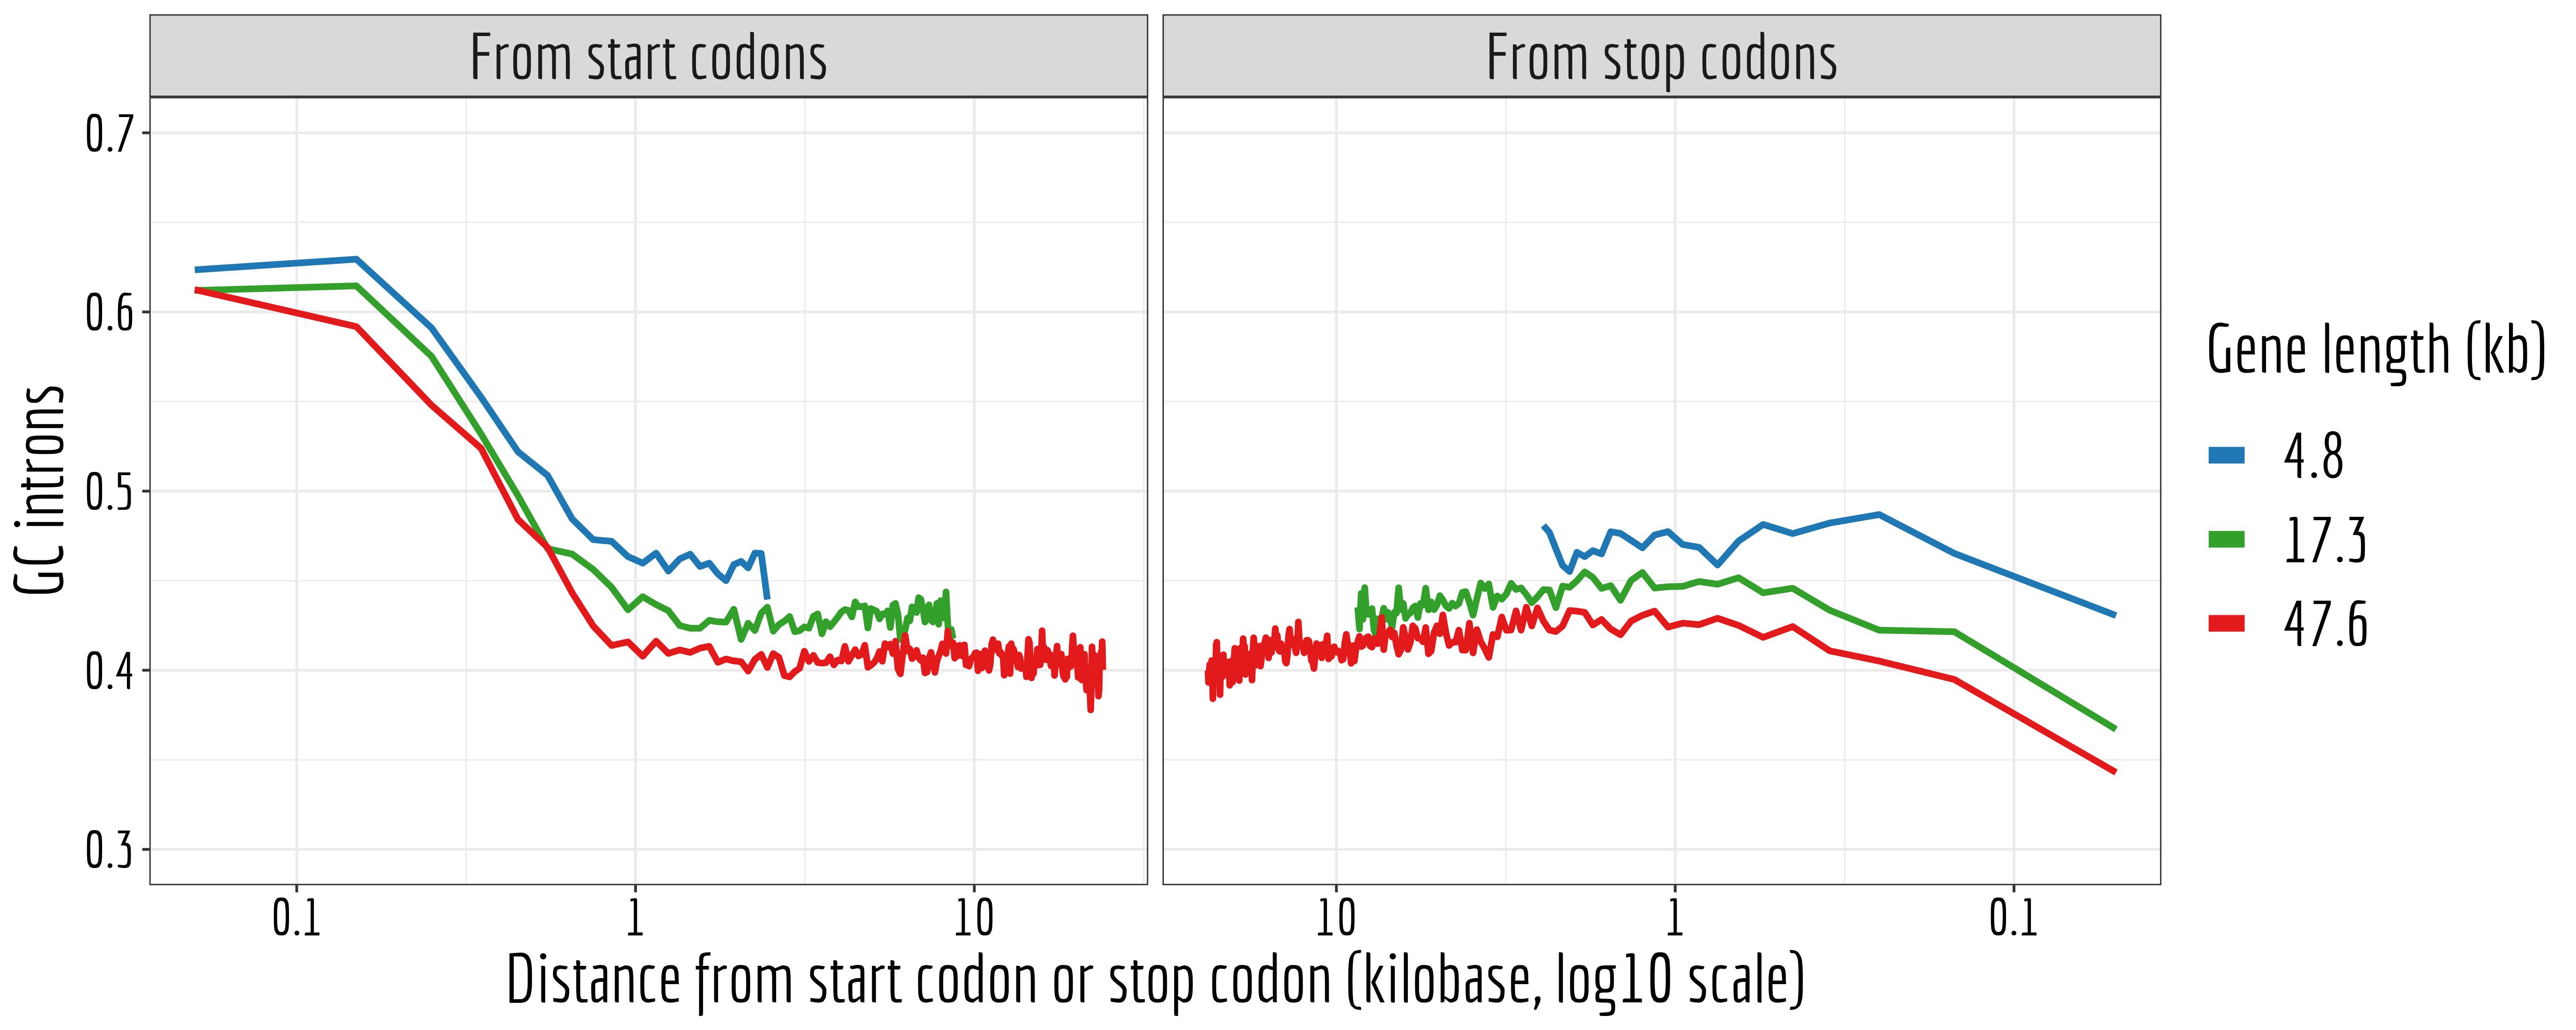 From start codons
From stop codons
GC introns
0.7
0.6
0.5
0.4
0.3
0.1
1
10
10
1
0.1
Distance from start codon or stop codon (kilobase, log10 scale)
Gene length (kb)
4.8
17.3
47.6